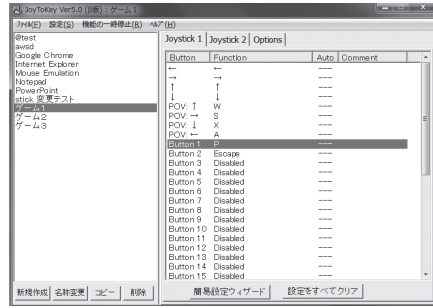 JoyToKey Ver5.0 (β版) : ゲーム1
ファイル(F) 設定(S) 機能の一時停止(R) ヘルプ(H)
@test
awsd
Google Chrome
Internet Explorer
Mouse Emulation
Notepad
PowerPoint
stick 変更テスト
ゲーム1
ゲーム2
ゲーム3
新規作成 名称変更 コピー 削除
Joystick 1 Joystick 2 Options
Button Function Auto Comment
← ← ---
→ → ---
↑ ↑ ---
↓ ↓ ---
POV: ↑ W ---
POV: → S ---
POV: ↓ X ---
POV: ← A ---
Button 1 P ---
Button 2 Escape ---
Button 3 Disabled ---
Button 4 Disabled ---
Button 5 Disabled ---
Button 6 Disabled ---
Button 7 Disabled ---
Button 8 Disabled ---
Button 9 Disabled ---
Button 10 Disabled ---
Button 11 Disabled ---
Button 12 Disabled ---
Button 13 Disabled ---
Button 14 Disabled ---
Button 15 Disabled ---
簡易設定ウィザード 設定をすべてクリア